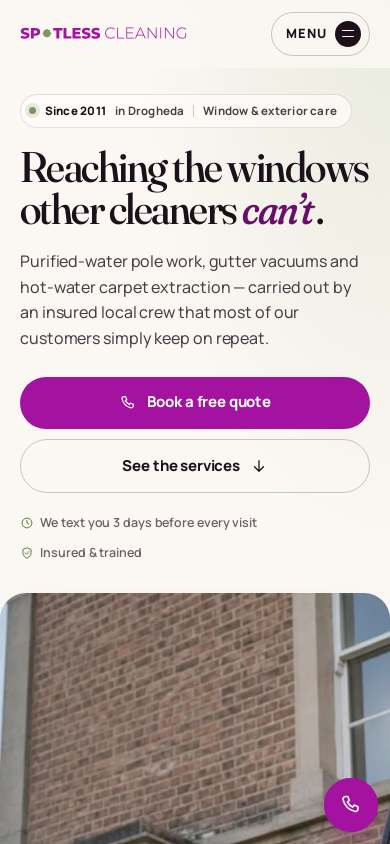 SPOTLESS CLEANING
MENU
Since 2011 in Drogheda | Window & exterior care
Reaching the windows
other cleaners can't.
Purified-water pole work, gutter vacuums and
hot-water carpet extraction — carried out by
an insured local crew that most of our
customers simply keep on repeat.
Book a free quote
See the services ↓
We text you 3 days before every visit
Insured & trained